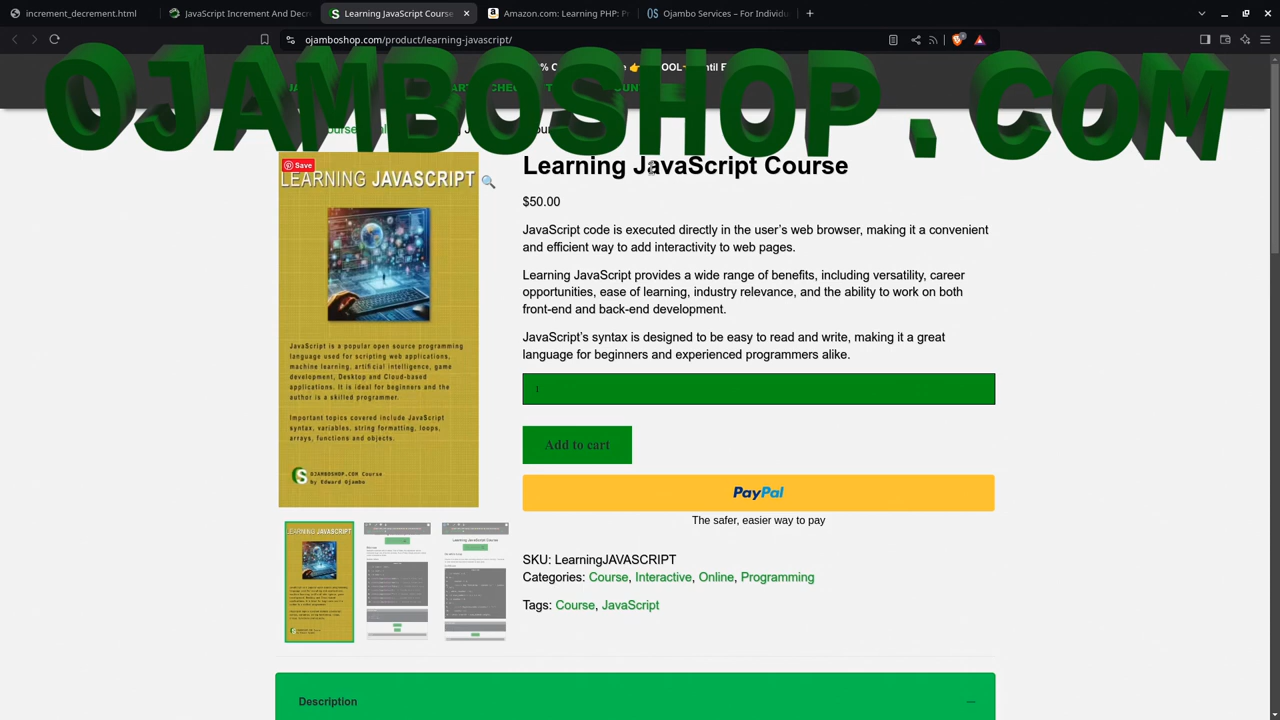 increment_decrement.html
JavaScript Increment And Decr
Learning JavaScript Course
Amazon.com: Learning PHP: Pr
Ojambo Services – For Individu
ojamboshop.com/product/learning-javascript/
OJAMBOSHOP.COM
Save
LEARNING JAVASCRIPT
JavaScript is a popular open source programming
language used for scripting web applications,
machine learning, artificial intelligence, game
development, Desktop and Cloud-based
applications. It is ideal for beginners and the
author is a skilled programmer.
Important topics covered include JavaScript
syntax, variables, string formatting, loops,
arrays, functions and objects.
OJAMBOSHOP.COM Course
by Edward Ojambo
Learning JavaScript Course
$50.00
JavaScript code is executed directly in the user’s web browser, making it a convenient
and efficient way to add interactivity to web pages.
Learning JavaScript provides a wide range of benefits, including versatility, career
opportunities, ease of learning, industry relevance, and the ability to work on both
front-end and back-end development.
JavaScript’s syntax is designed to be easy to read and write, making it a great
language for beginners and experienced programmers alike.
1
Add to cart
PayPal
The safer, easier way to pay
SKU: LearningJAVASCRIPT
Categories: Course, Interactive, Online, Programming
Tags: Course, JavaScript
Description